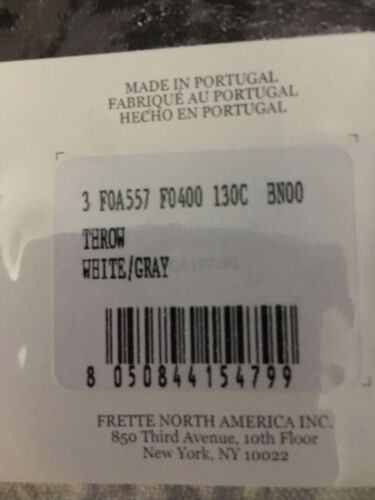 MADE IN PORTUGAL
FABRIQUÉ AU PORTUGAL
HECHO EN PORTUGAL
3 F0A557 F0400 130C BN00
THROW
WHITE/GRAY
8 050844 154799
FRETTE NORTH AMERICA INC.
850 Third Avenue, 10th Floor
New York, NY 10022